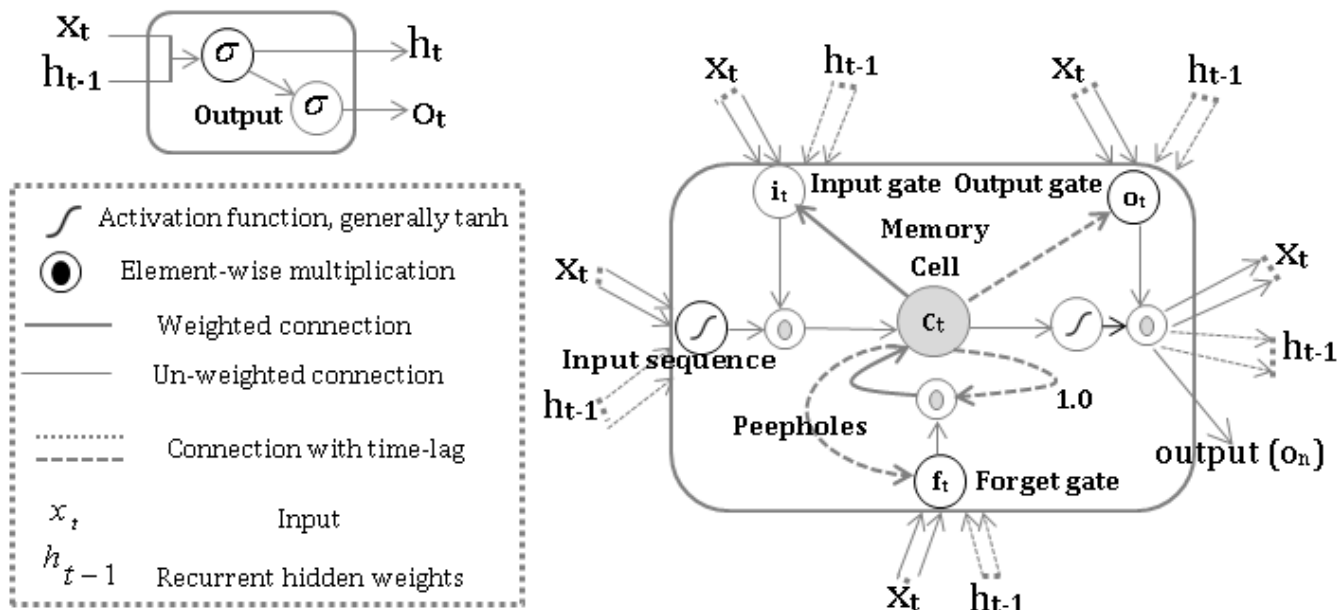 xt
ht-1
σ
σ
Output
ht
ot
Activation function, generally tanh
Element-wise multiplication
Weighted connection
Un-weighted connection
Connection with time-lag
xt
Input
ht−1
Recurrent hidden weights
xt
ht-1
xt
ht-1
it
Input gate
Output gate
ot
Memory
Cell
xt
Input sequence
ht-1
Ct
xt
ht-1
1.0
Peepholes
output (on)
ft
Forget gate
xt
ht-1